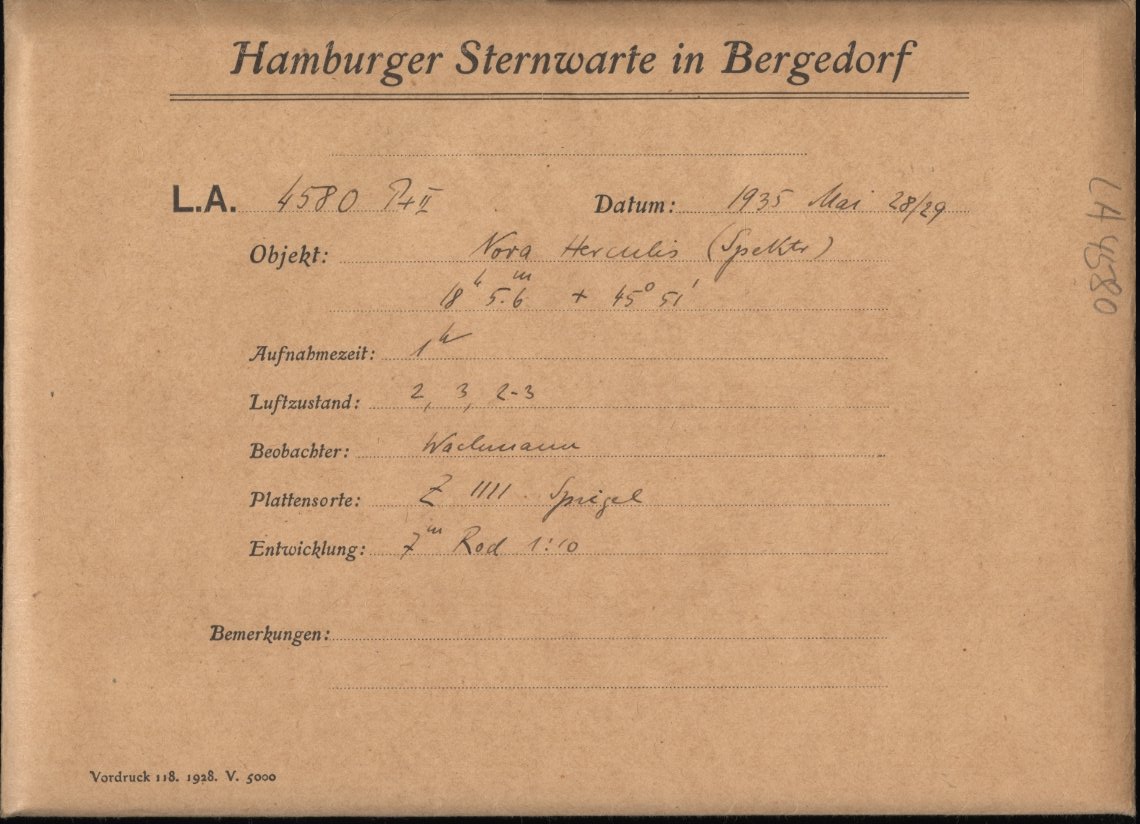 Hamburger Sternwarte in Bergedorf
L.A. 4580 P+II Datum: 1935 Mai 28/29
Objekt: Nova Herculis (Spektr)
18h 5.m6 + 45° 51'
Aufnahmezeit: 1h
Luftzustand: 2, 3, 2-3
Beobachter: Wachmann
Plattensorte: Z 1111 Spiegel
Entwicklung: 7m Rod 1:10
Bemerkungen:
Vordruck 118. 1928. V. 5000
LA 4580